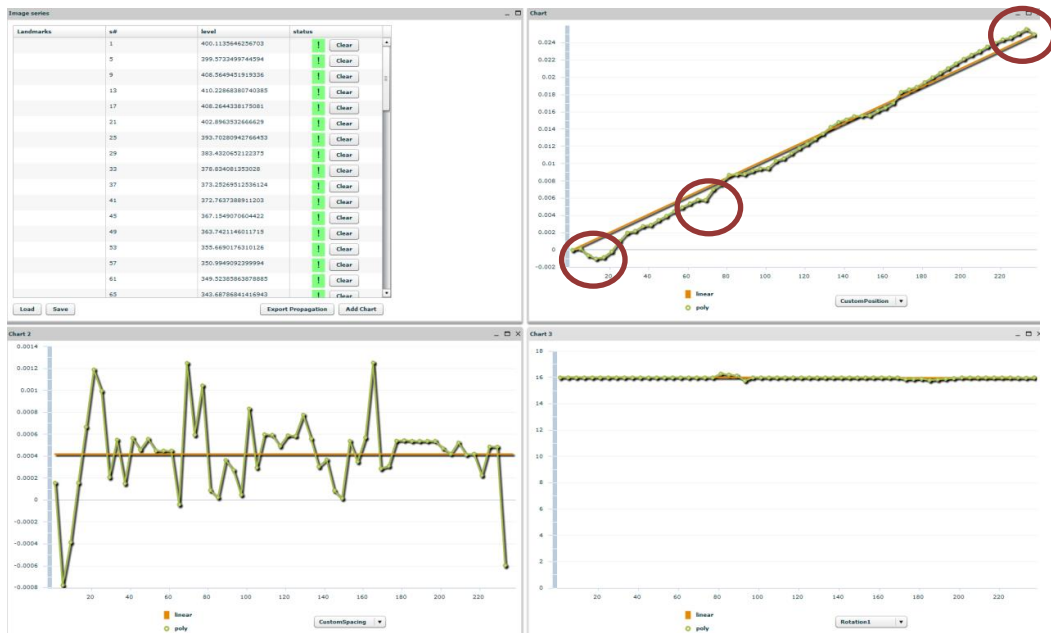 Image series
Landmarks s# level status
1 400.1135646256703 ! Clear
5 399.5733499744594 ! Clear
9 406.5649451919336 ! Clear
13 410.22868380740385 ! Clear
17 408.2644338175081 ! Clear
21 402.8963532666629 ! Clear
25 393.70280942766453 ! Clear
29 383.4320652122375 ! Clear
33 378.834081353028 ! Clear
37 373.25269512536124 ! Clear
41 372.7637388911203 ! Clear
45 367.1549070604422 ! Clear
49 363.7421146011715 ! Clear
53 355.6690176310126 ! Clear
57 350.9949092399994 ! Clear
61 349.52385863878885 ! Clear
65 343.68786841416943 ! Clear
Load Save Export Propagation Add Chart
Chart
0.024
0.022
0.02
0.018
0.016
0.014
0.012
0.01
0.008
0.006
0.004
0.002
0
-0.002
20 40 60 80 100 120 140 160 180 200 220
linear
poly
CustomPosition
Chart 2
0.0014
0.0012
0.001
0.0008
0.0006
0.0004
0.0002
0
-0.0002
-0.0004
-0.0006
-0.0008
20 40 60 80 100 120 140 160 180 200 220
linear
poly
CustomSpacing
Chart 3
18
16
14
12
10
8
6
4
2
0
20 40 60 80 100 120 140 160 180 200 220
linear
poly
Rotation1